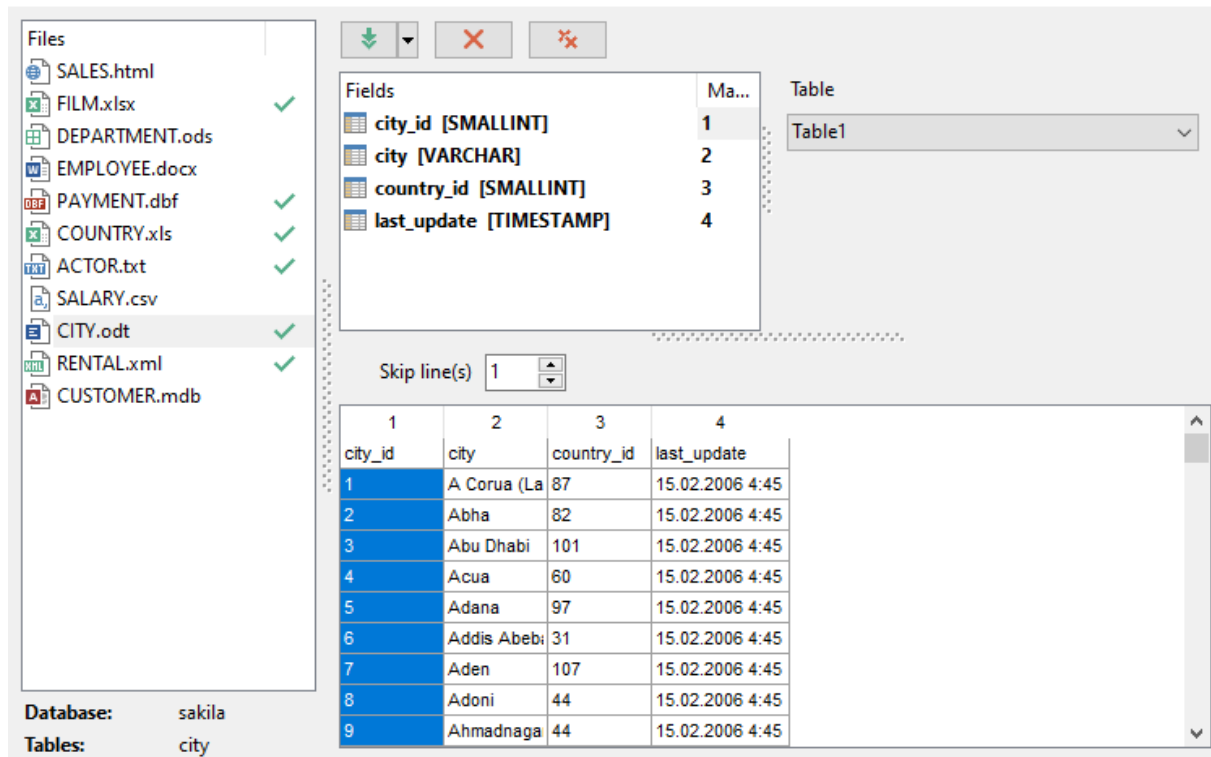 Files
SALES.html
FILM.xlsx
DEPARTMENT.ods
EMPLOYEE.docx
PAYMENT.dbf
COUNTRY.xls
ACTOR.txt
SALARY.csv
CITY.odt
RENTAL.xml
CUSTOMER.mdb
Database: sakila
Tables: city
Fields Ma...
city_id [SMALLINT] 1
city [VARCHAR] 2
country_id [SMALLINT] 3
last_update [TIMESTAMP] 4
Table
Table1
Skip line(s) 1
1 2 3 4
city_id city country_id last_update
1 A Corua (La 87 15.02.2006 4:45
2 Abha 82 15.02.2006 4:45
3 Abu Dhabi 101 15.02.2006 4:45
4 Acua 60 15.02.2006 4:45
5 Adana 97 15.02.2006 4:45
6 Addis Abeb 31 15.02.2006 4:45
7 Aden 107 15.02.2006 4:45
8 Adoni 44 15.02.2006 4:45
9 Ahmadnaga 44 15.02.2006 4:45